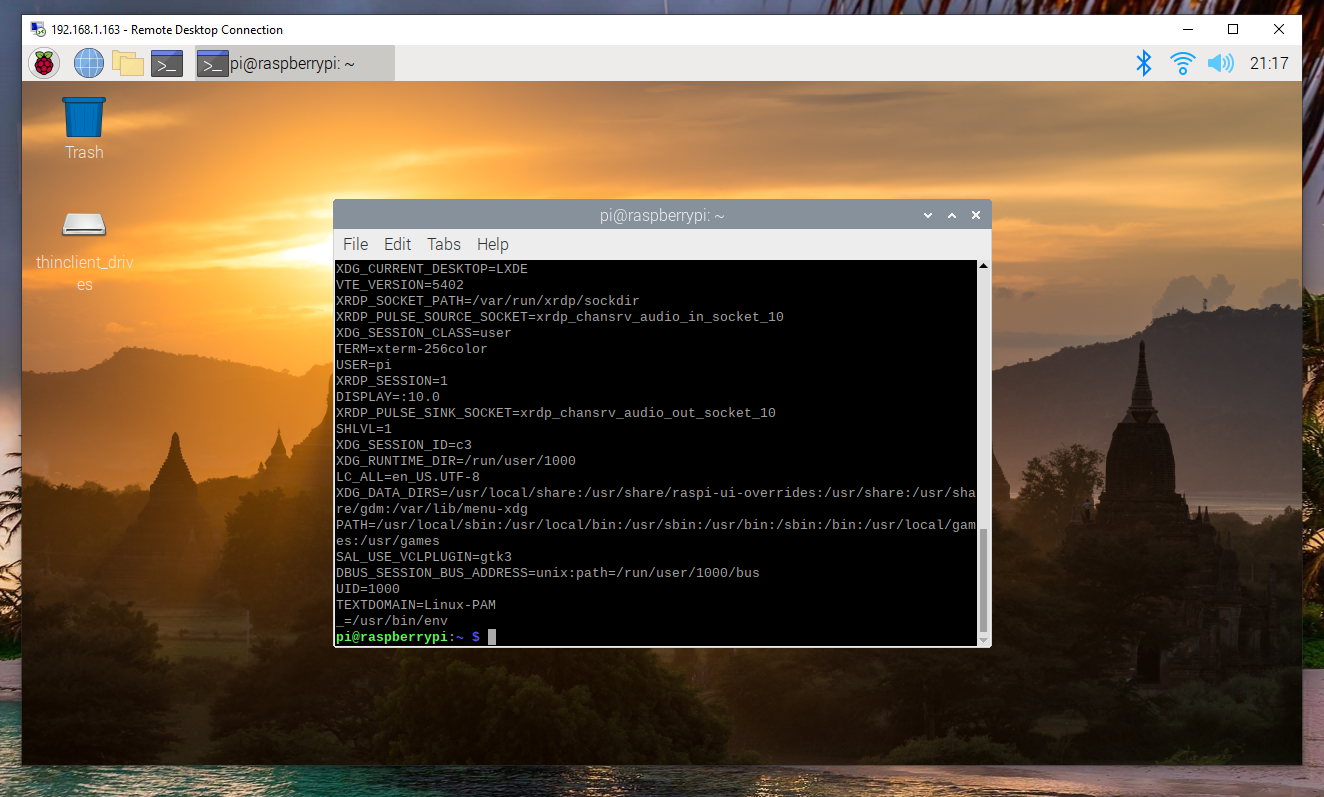 192.168.1.163 - Remote Desktop Connection
>_
>_ pi@raspberrypi: ~
21:17
Trash
thinclient_driv
es
pi@raspberrypi: ~
File Edit Tabs Help
XDG_CURRENT_DESKTOP=LXDE
VTE_VERSION=5402
XRDP_SOCKET_PATH=/var/run/xrdp/sockdir
XRDP_PULSE_SOURCE_SOCKET=xrdp_chansrv_audio_in_socket_10
XDG_SESSION_CLASS=user
TERM=xterm-256color
USER=pi
XRDP_SESSION=1
DISPLAY=:10.0
XRDP_PULSE_SINK_SOCKET=xrdp_chansrv_audio_out_socket_10
SHLVL=1
XDG_SESSION_ID=c3
XDG_RUNTIME_DIR=/run/user/1000
LC_ALL=en_US.UTF-8
XDG_DATA_DIRS=/usr/local/share:/usr/share/raspi-ui-overrides:/usr/share:/usr/sha
re/gdm:/var/lib/menu-xdg
PATH=/usr/local/sbin:/usr/local/bin:/usr/sbin:/usr/bin:/sbin:/bin:/usr/local/gam
es:/usr/games
SAL_USE_VCLPLUGIN=gtk3
DBUS_SESSION_BUS_ADDRESS=unix:path=/run/user/1000/bus
UID=1000
TEXTDOMAIN=Linux-PAM
_=/usr/bin/env
pi@raspberrypi:~ $